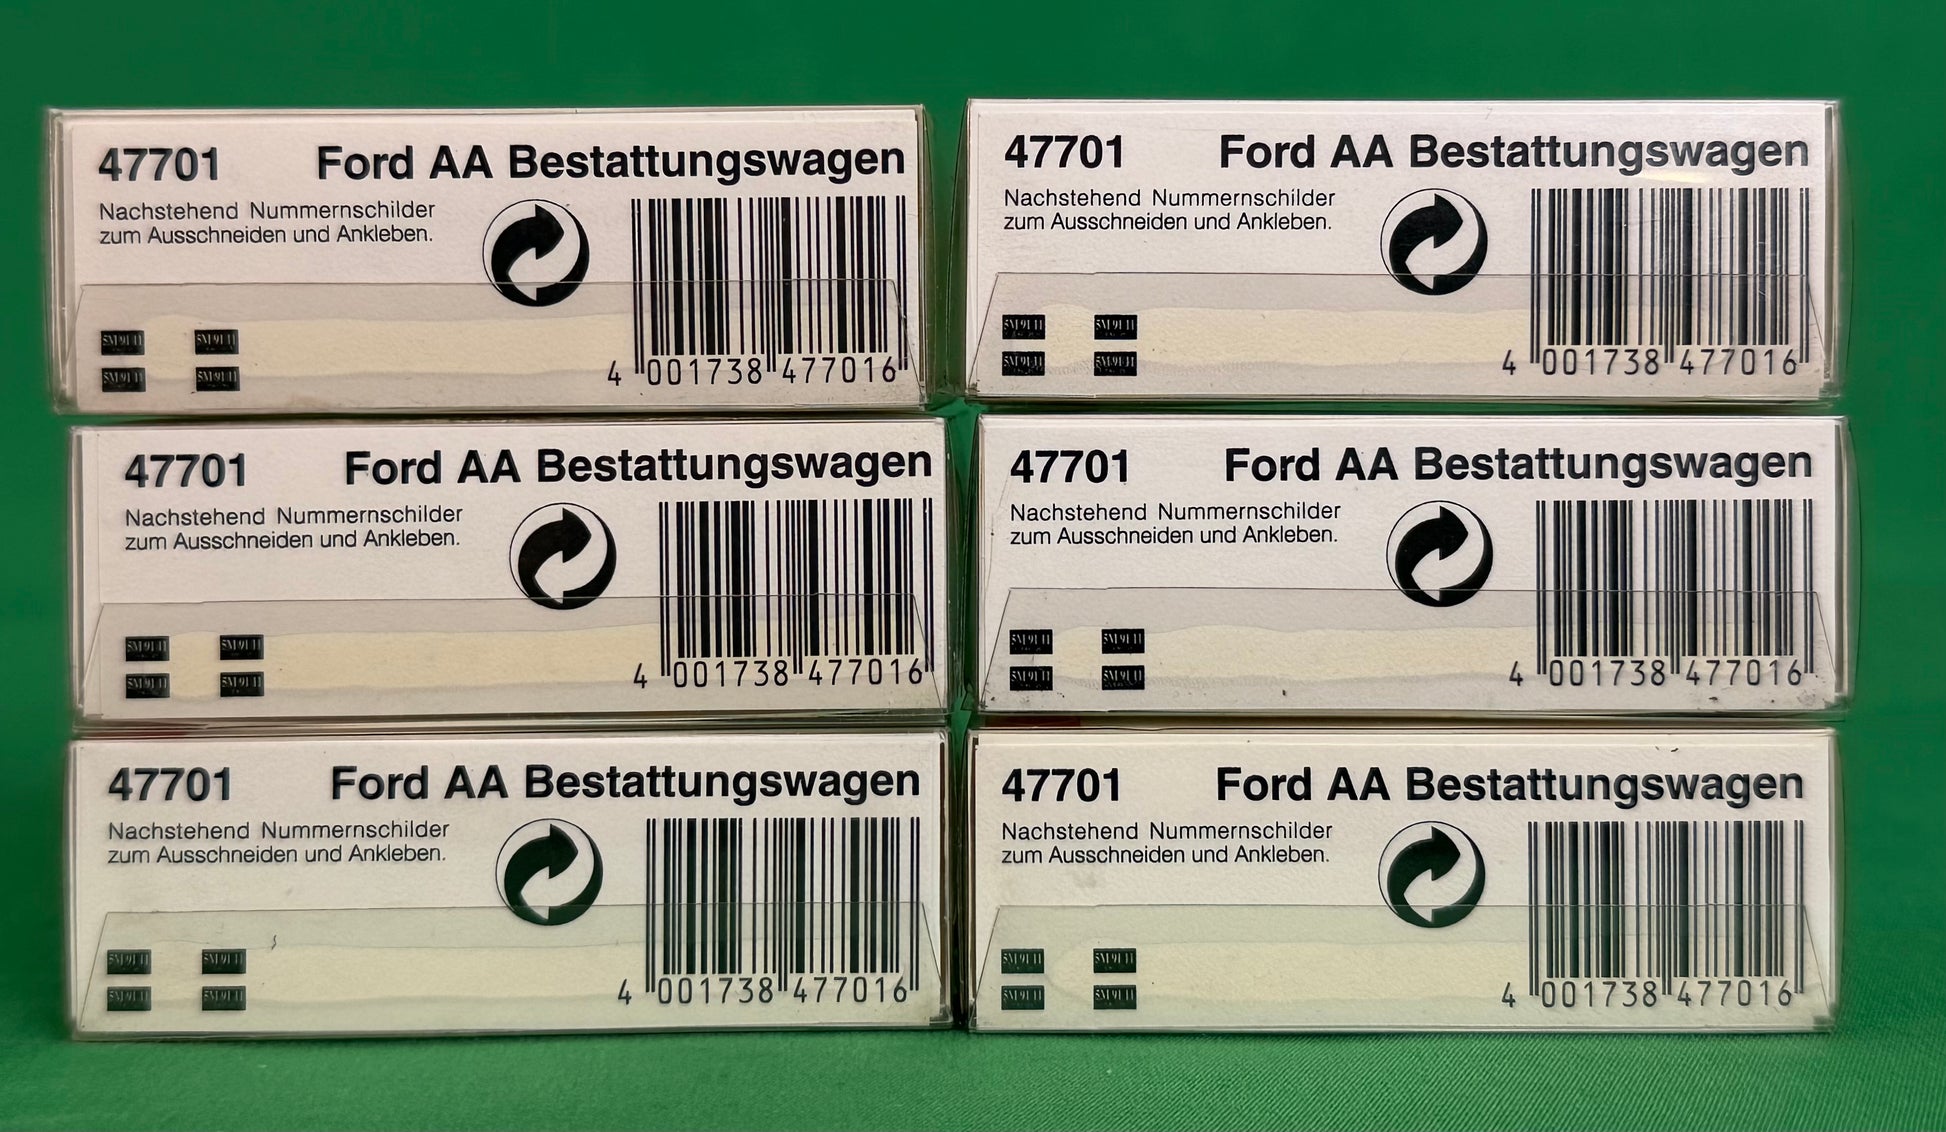 47701 Ford AA Bestattungswagen
Nachstehend Nummernschilder
zum Ausschneiden und Ankleben.
4 001738 477016
47701 Ford AA Bestattungswagen
Nachstehend Nummernschilder
zum Ausschneiden und Ankleben.
4 001738 477016
47701 Ford AA Bestattungswagen
Nachstehend Nummernschilder
zum Ausschneiden und Ankleben.
4 001738 477016
47701 Ford AA Bestattungswagen
Nachstehend Nummernschilder
zum Ausschneiden und Ankleben.
4 001738 477016
47701 Ford AA Bestattungswagen
Nachstehend Nummernschilder
zum Ausschneiden und Ankleben.
4 001738 477016
47701 Ford AA Bestattungswagen
Nachstehend Nummernschilder
zum Ausschneiden und Ankleben.
4 001738 477016